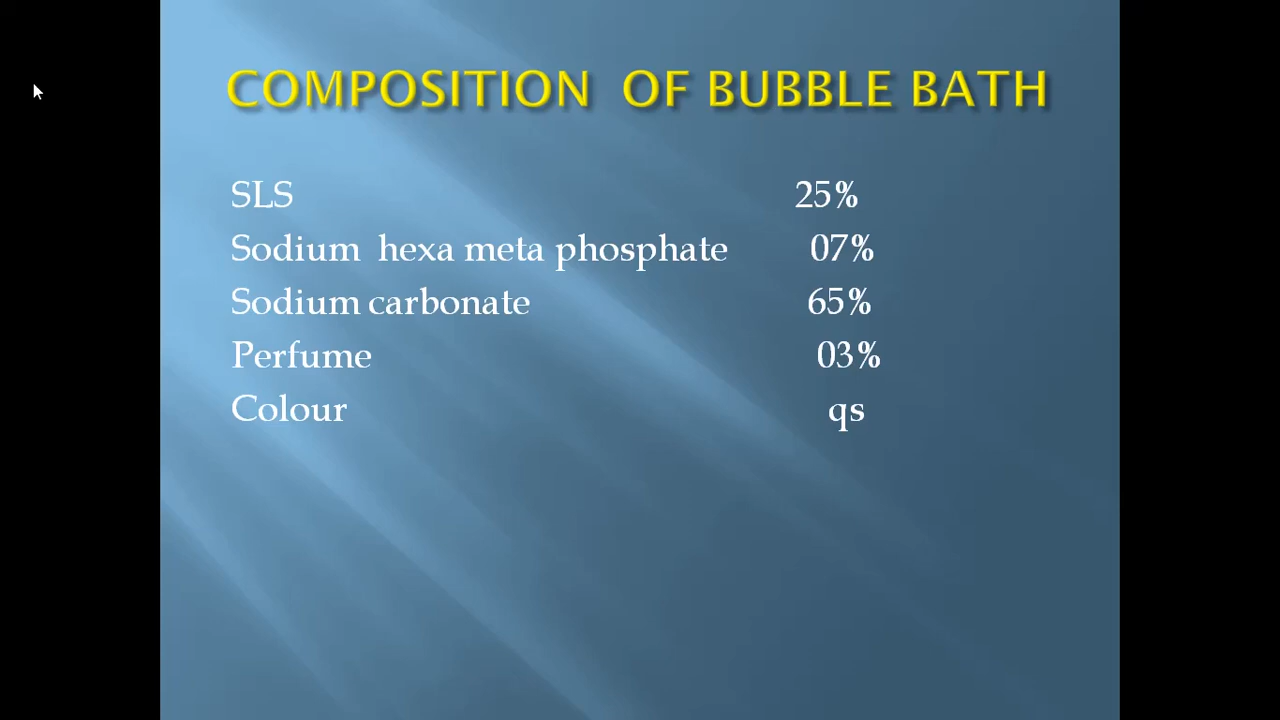 COMPOSITION OF BUBBLE BATH
SLS 25%
Sodium hexa meta phosphate 07%
Sodium carbonate 65%
Perfume 03%
Colour qs